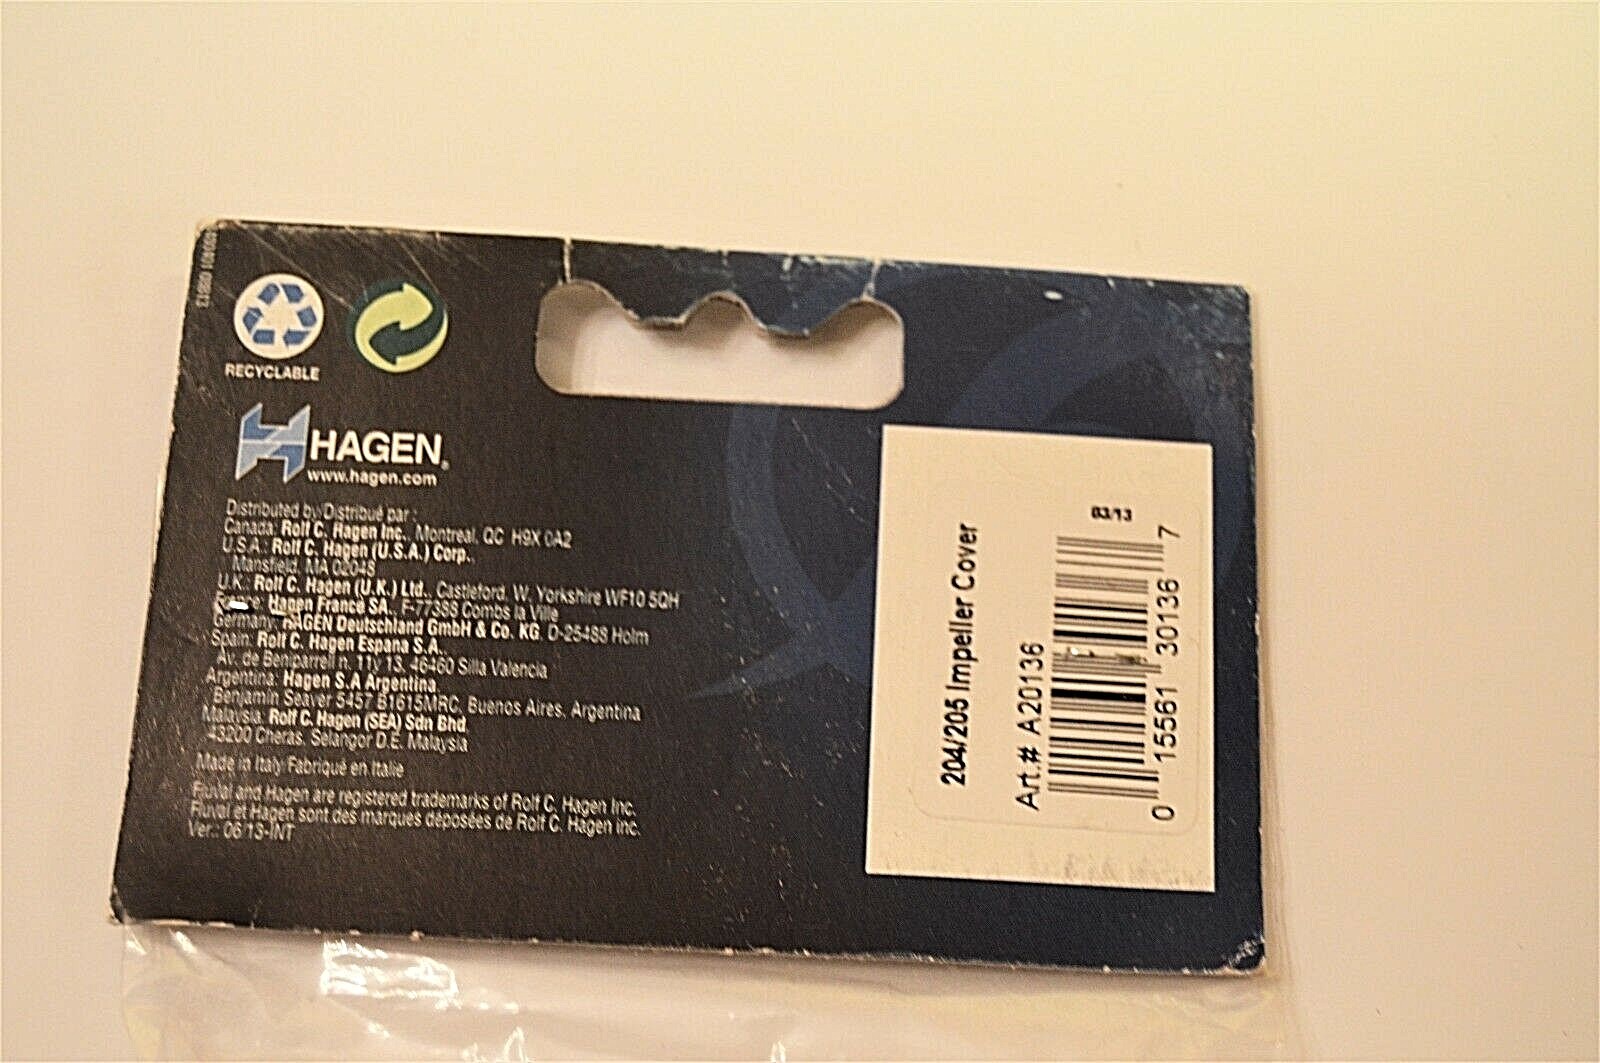 RECYCLABLE
HAGEN®
www.hagen.com
Distributed by/Distribué par :
Canada: Rolf C. Hagen Inc., Montreal, QC H9X 0A2
U.S.A.: Rolf C. Hagen (U.S.A.) Corp.,
Mansfield, MA 02048
U.K.: Rolf C. Hagen (U.K.) Ltd., Castleford, W. Yorkshire WF10 5QH
France: Hagen France SA., F-77388 Combs la Ville
Germany: HAGEN Deutschland GmbH & Co. KG, D-25488 Holm
Spain: Rolf C. Hagen Espana S.A.,
Av. de Beniparrell n. 11y 13, 46460 Silla Valencia
Argentina: Hagen S.A Argentina,
Benjamin Seaver 5457 B1615MRC, Buenos Aires, Argentina
Malaysia: Rolf C. Hagen (SEA) Sdn Bhd,
43200 Cheras, Selangor D.E. Malaysia
Made in Italy/Fabriqué en Italie
Fluval and Hagen are registered trademarks of Rolf C. Hagen Inc.
Fluval et Hagen sont des marques déposées de Rolf C. Hagen Inc.
Ver.: 06/13-INT
204/205 Impeller Cover
Art.# A20136
03/13
0 15561 30136 7